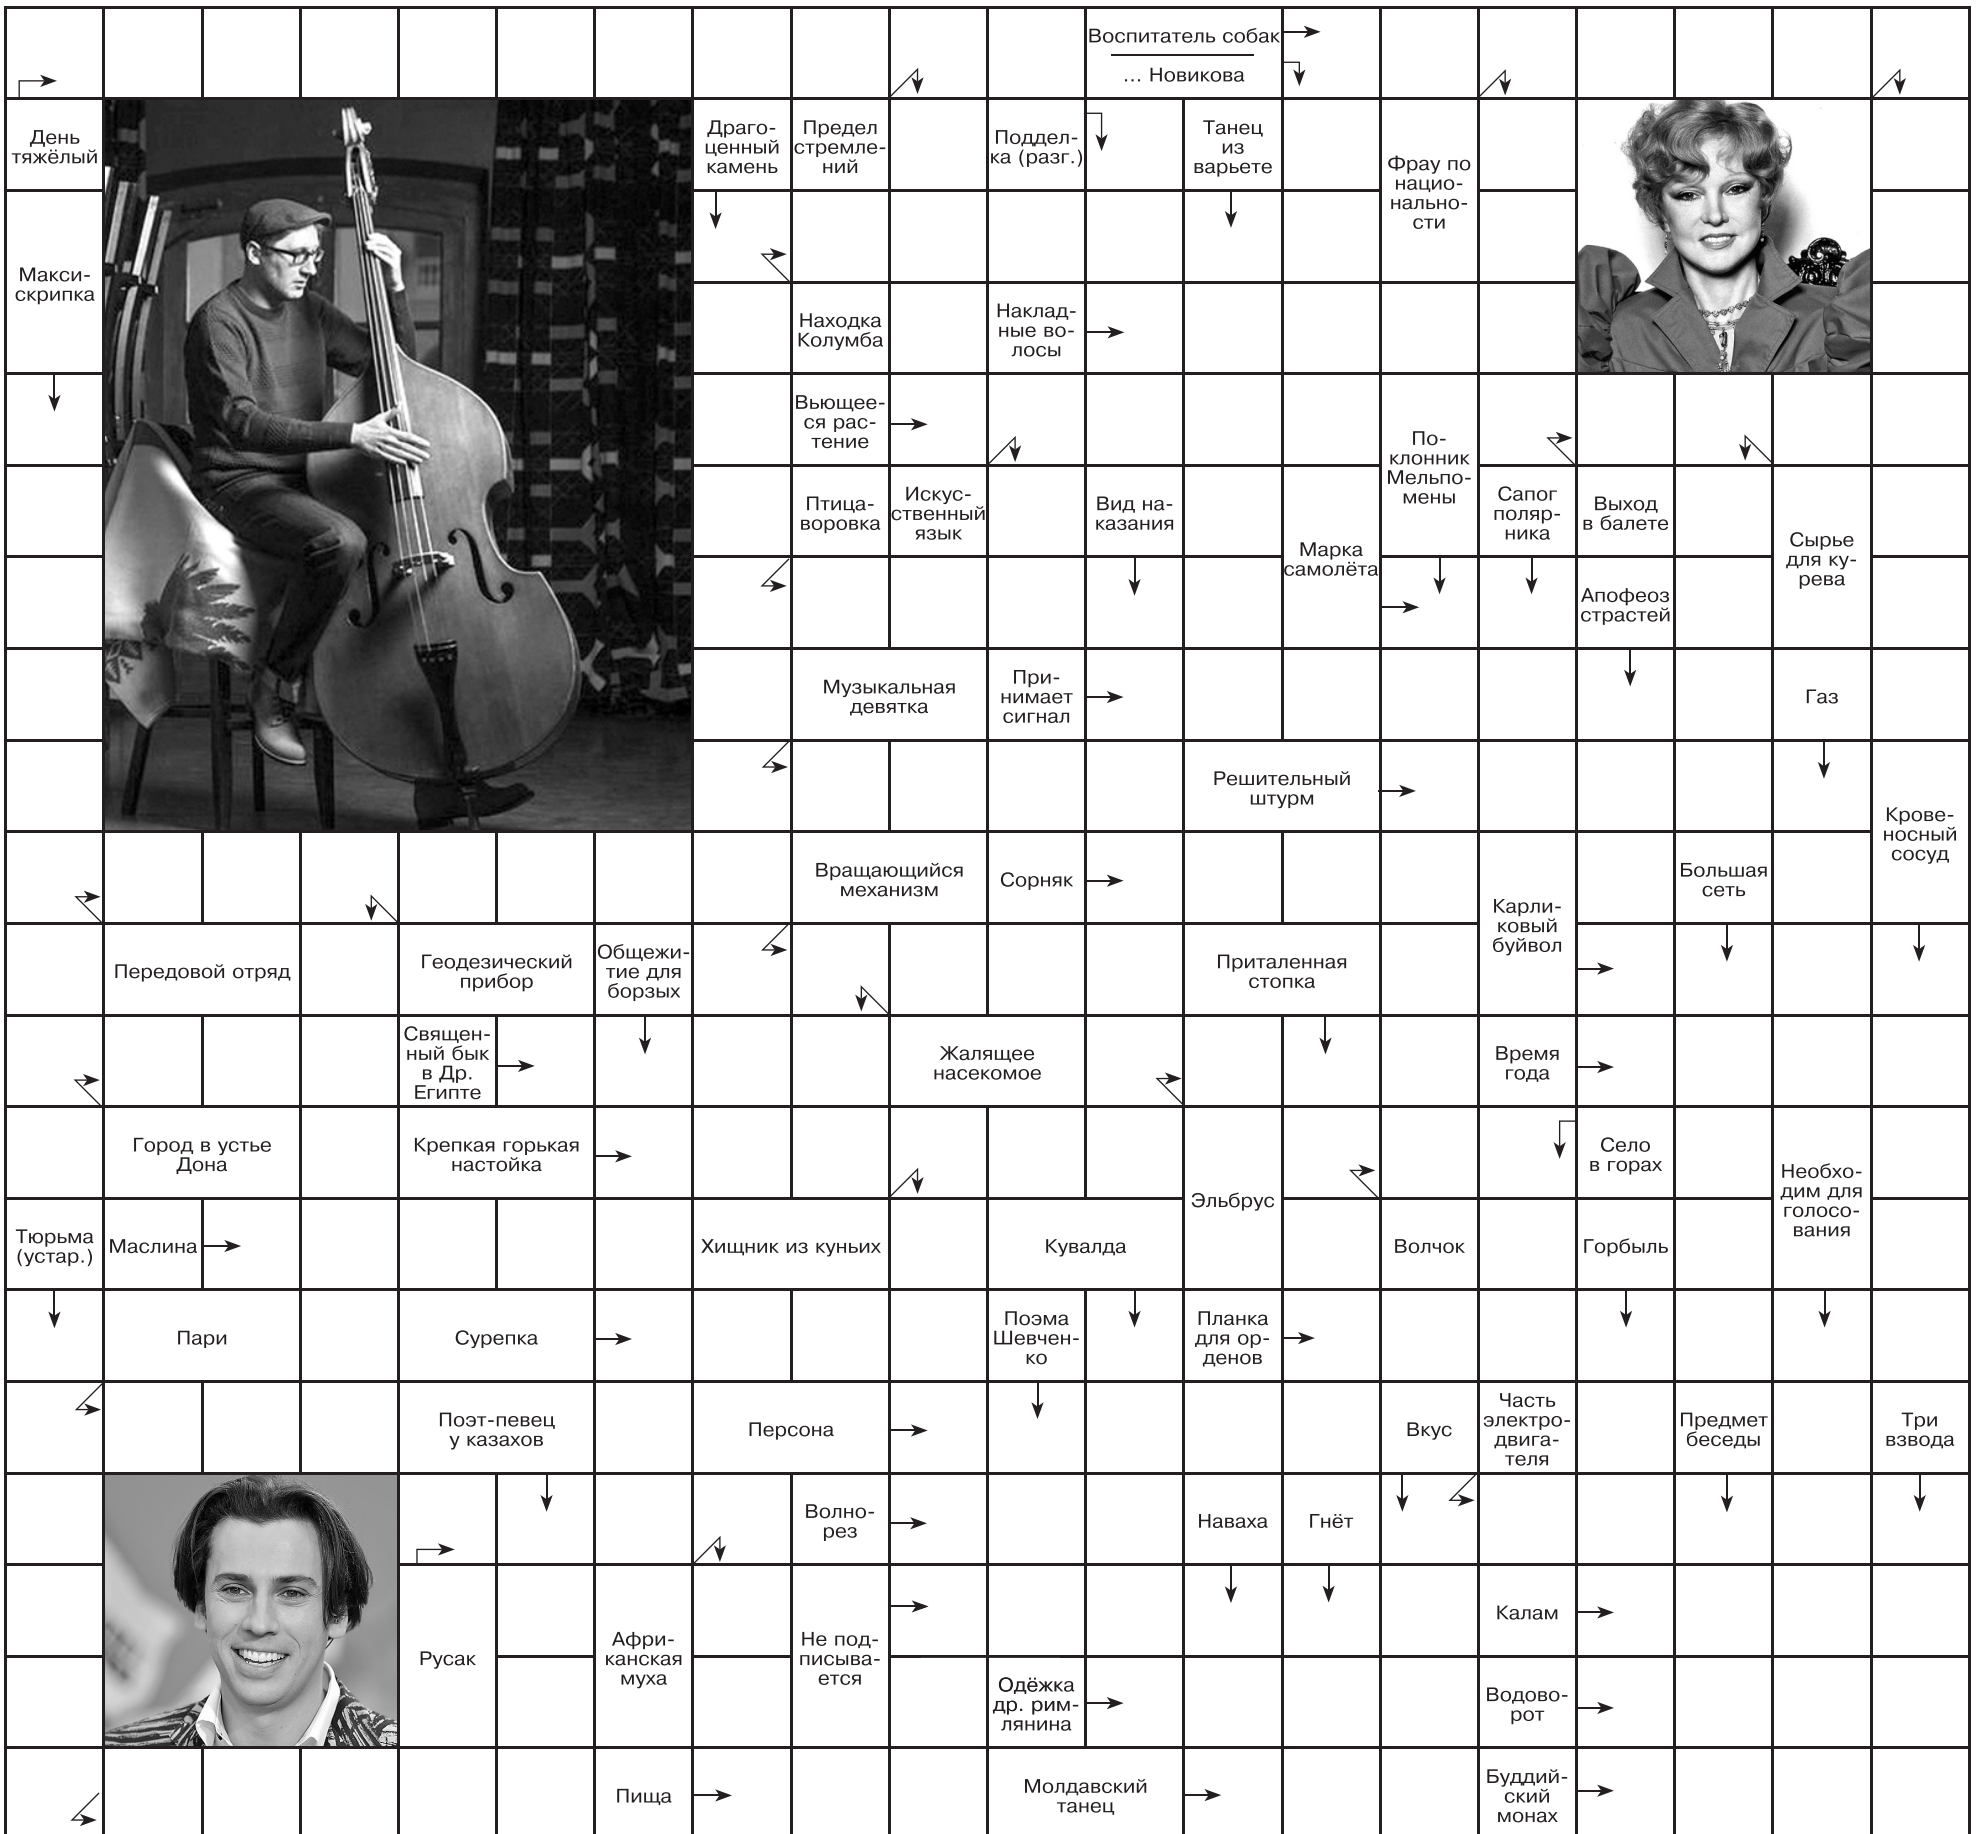 Воспитатель собак
... Новикова
День
тяжёлый
Драго-
ценный
камень
Предел
стремле-
ний
Поддел-
ка (разг.)
Танец
из
варьете
Фрау по
нацио-
нально-
сти
Макси-
скрипка
Находка
Колумба
Наклад-
ные во-
лосы
Вьющее-
ся рас-
тение
По-
клонник
Мельпо-
мены
Птица-
воровка
Искус-
ственный
язык
Вид на-
казания
Марка
самолёта
Сапог
поляр-
ника
Выход
в балете
Сырье
для ку-
рева
Апофеоз
страстей
Музыкальная
девятка
При-
нимает
сигнал
Газ
Решительный
штурм
Крове-
носный
сосуд
Вращающийся
механизм
Сорняк
Карли-
ковый
буйвол
Большая
сеть
Передовой отряд
Геодезический
прибор
Общежи-
тие для
борзых
Приталенная
стопка
Священ-
ный бык
в Др.
Египте
Жалящее
насекомое
Время
года
Город в устье
Дона
Крепкая горькая
настойка
Эльбрус
Село
в горах
Необхо-
дим для
голосо-
вания
Тюрьма
(устар.)
Маслина
Хищник из куньих
Кувалда
Волчок
Горбыль
Пари
Сурепка
Поэма
Шевчен-
ко
Планка
для ор-
денов
Поэт-певец
у казахов
Персона
Вкус
Часть
электро-
двига-
теля
Предмет
беседы
Три
взвода
Волно-
рез
Наваха
Гнёт
Русак
Афри-
канская
муха
Не под-
писыва-
ется
Калам
Одёжка
др. рим-
лянина
Водово-
рот
Пища
Молдавский
танец
Буддий-
ский
монах